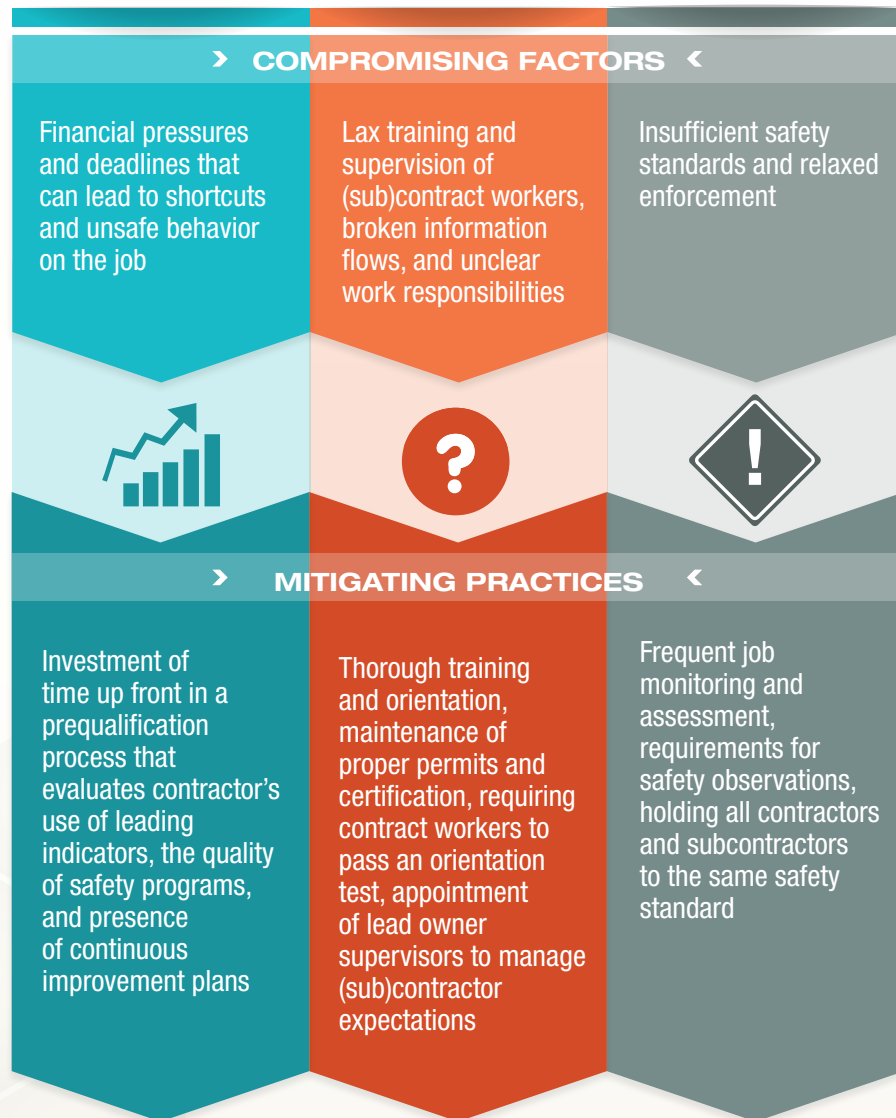 COMPROMISING FACTORS
Financial pressures
and deadlines that
can lead to shortcuts
and unsafe behavior
on the job
Lax training and
supervision of
(sub)contract workers,
broken information
flows, and unclear
work responsibilities
Insufficient safety
standards and relaxed
enforcement
?
!
MITIGATING PRACTICES
Investment of
time up front in a
prequalification
process that
evaluates contractor’s
use of leading
indicators, the quality
of safety programs,
and presence
of continuous
improvement plans
Thorough training
and orientation,
maintenance of
proper permits and
certification, requiring
contract workers to
pass an orientation
test, appointment
of lead owner
supervisors to manage
(sub)contractor
expectations
Frequent job
monitoring and
assessment,
requirements for
safety observations,
holding all contractors
and subcontractors
to the same safety
standard